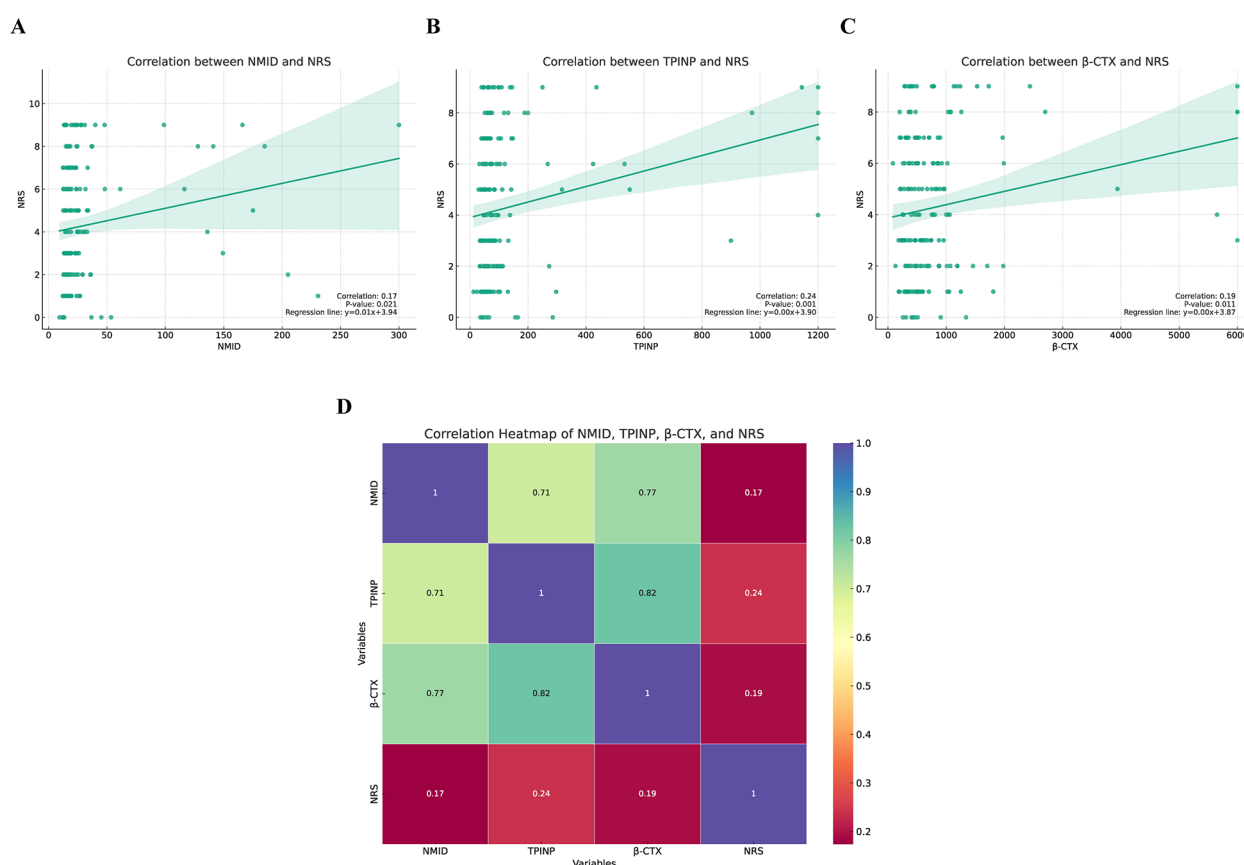 A
B
C
Correlation between NMID and NRS
NRS
10
8
6
4
2
0
0 50 100 150 200 250 300
NMID
Correlation: 0.17
P-value: 0.021
Regression line: y=0.01x+3.94
Correlation between TPINP and NRS
NRS
8
6
4
2
0
0 200 400 600 800 1000 1200
TPINP
Correlation: 0.24
P-value: 0.001
Regression line: y=0.00x+3.90
Correlation between β-CTX and NRS
NRS
8
6
4
2
0
0 1000 2000 3000 4000 5000 6000
β-CTX
Correlation: 0.19
P-value: 0.011
Regression line: y=0.00x+3.87
D
Correlation Heatmap of NMID, TPINP, β-CTX, and NRS
Variables
NMID
1 0.71 0.77 0.17
TPINP
0.71 1 0.82 0.24
β-CTX
0.77 0.82 1 0.19
NRS
0.17 0.24 0.19 1
NMID TPINP β-CTX NRS
Variables
1.0
0.9
0.8
0.7
0.6
0.5
0.4
0.3
0.2